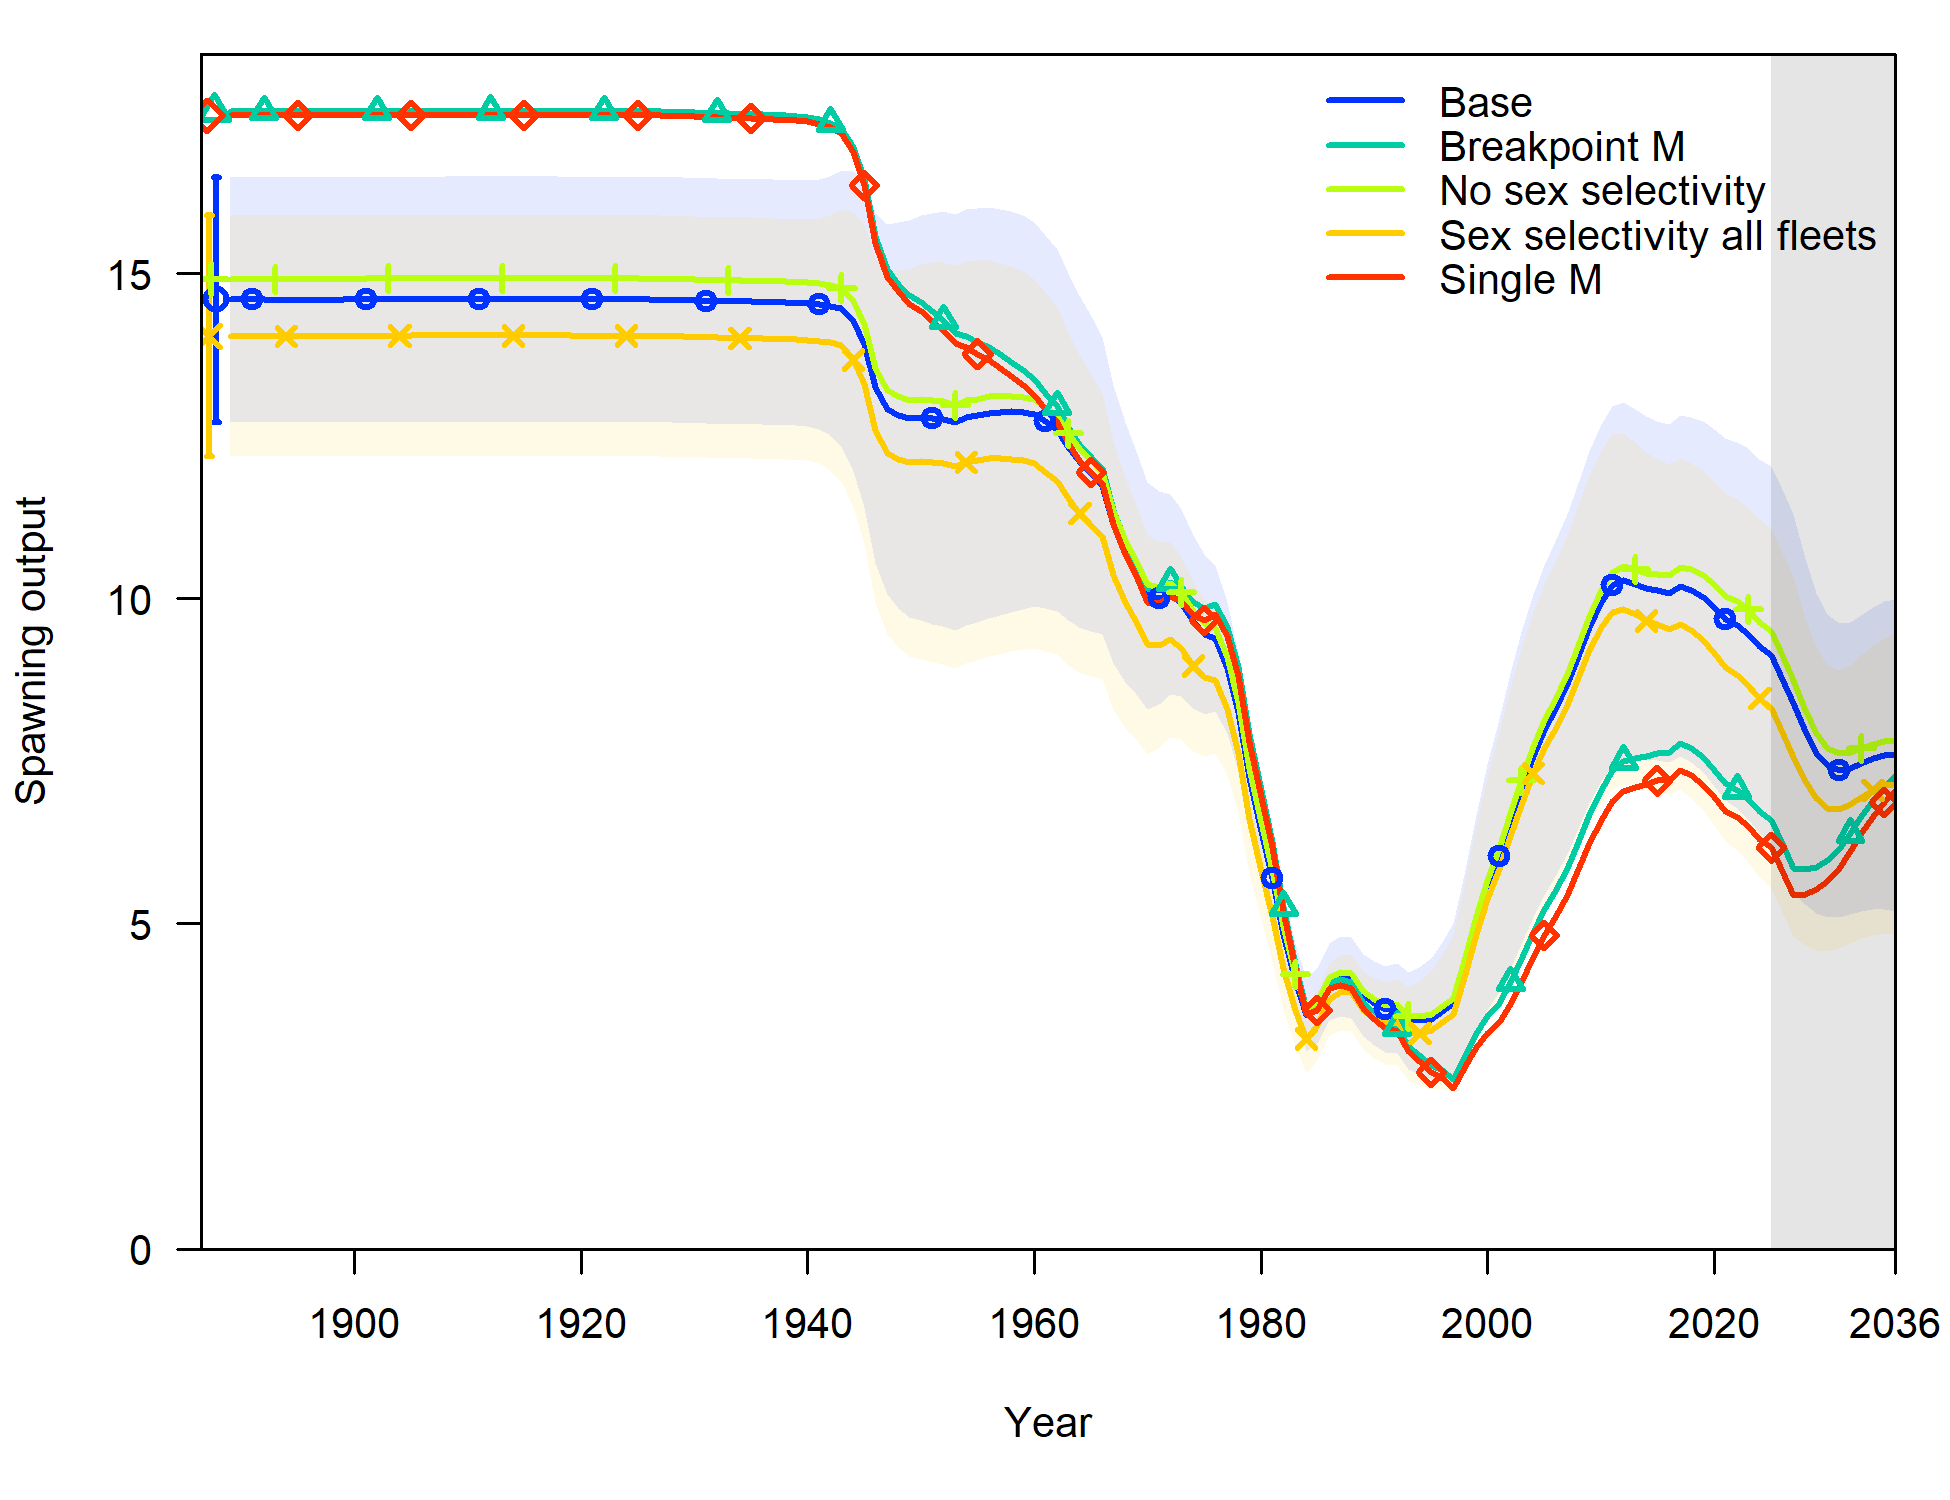 Base
Breakpoint M
No sex selectivity
Sex selectivity all fleets
Single M
15
10
5
0
Spawning output
1900 1920 1940 1960 1980 2000 2020 2036
Year